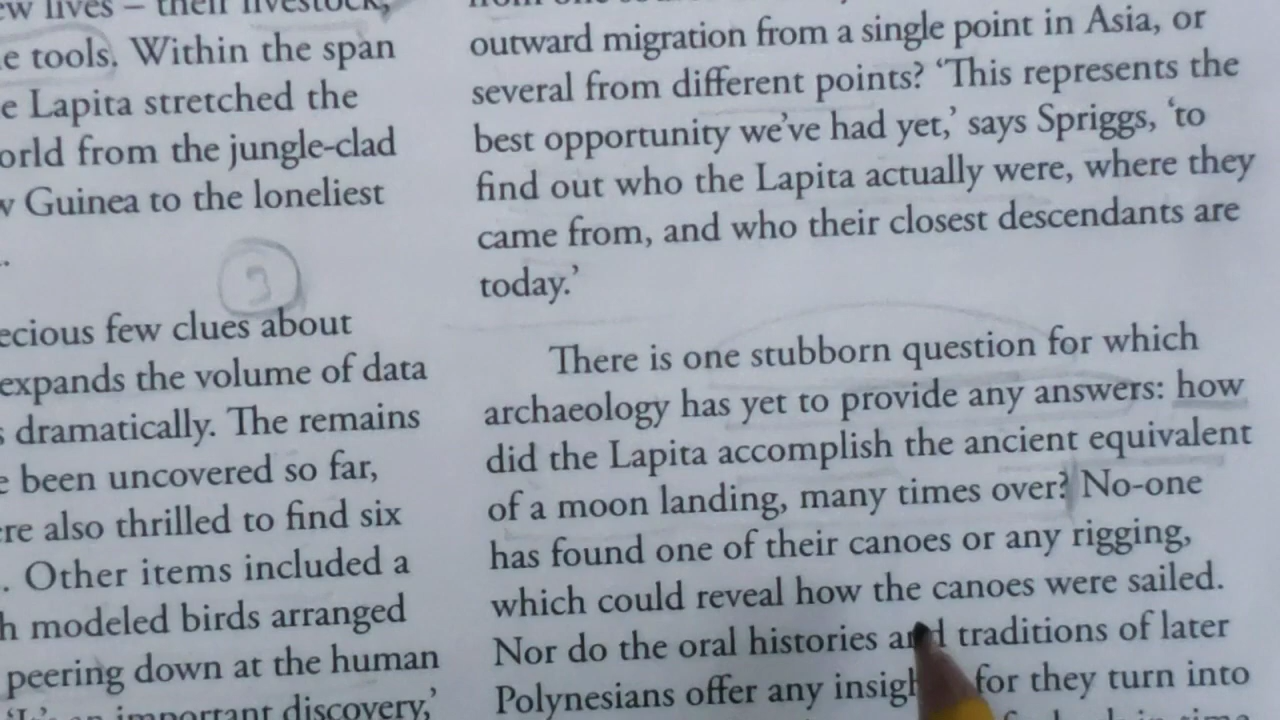 lives – their livestock,
tools. Within the span
e Lapita stretched the
orld from the jungle-clad
w Guinea to the loneliest
.
3
ecious few clues about
expands the volume of data
s dramatically. The remains
e been uncovered so far,
re also thrilled to find six
. Other items included a
h modeled birds arranged
peering down at the human
important discovery,'
outward migration from a single point in Asia, or
several from different points? 'This represents the
best opportunity we've had yet,' says Spriggs, 'to
find out who the Lapita actually were, where they
came from, and who their closest descendants are
today.'
There is one stubborn question for which
archaeology has yet to provide any answers: how
did the Lapita accomplish the ancient equivalent
of a moon landing, many times over? No-one
has found one of their canoes or any rigging,
which could reveal how the canoes were sailed.
Nor do the oral histories and traditions of later
Polynesians offer any insigh for they turn into